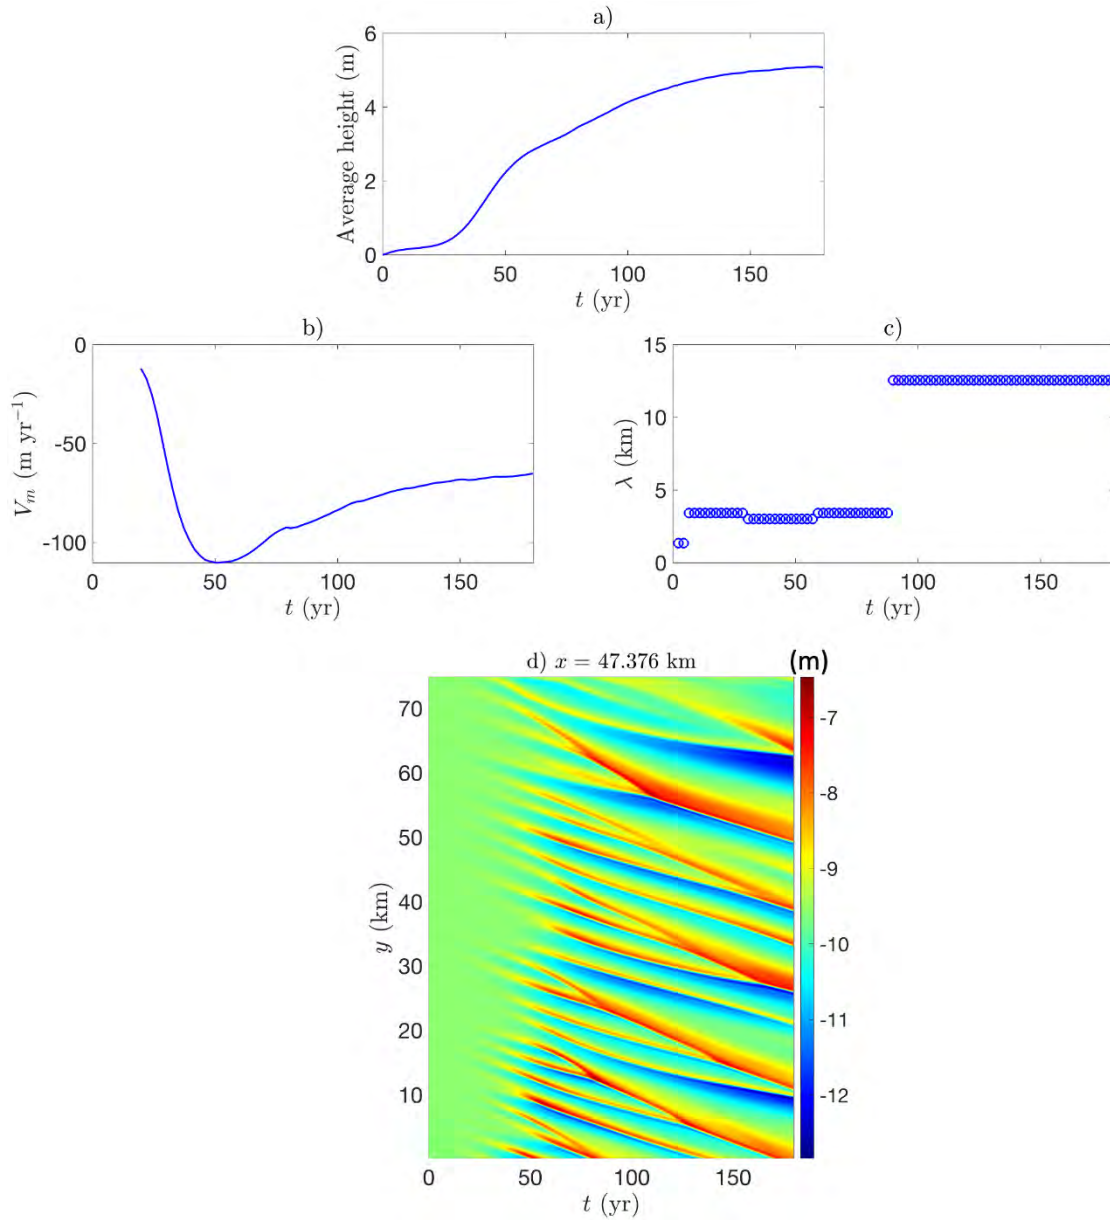 a)
Average height (m)
6
4
2
0
0 50 100 150
t (yr)
b)
V_m (m yr⁻¹)
0
-50
-100
0 50 100 150
t (yr)
c)
λ (km)
15
10
5
0
0 50 100 150
t (yr)
d) x = 47.376 km
(m)
y (km)
70
60
50
40
30
20
10
0 50 100 150
t (yr)
-7
-8
-9
-10
-11
-12